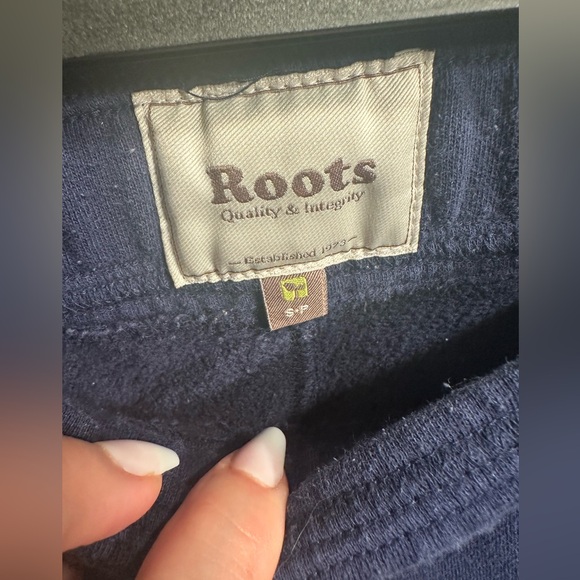 Roots
Quality & Integrity
— Established 1973 —
S•P